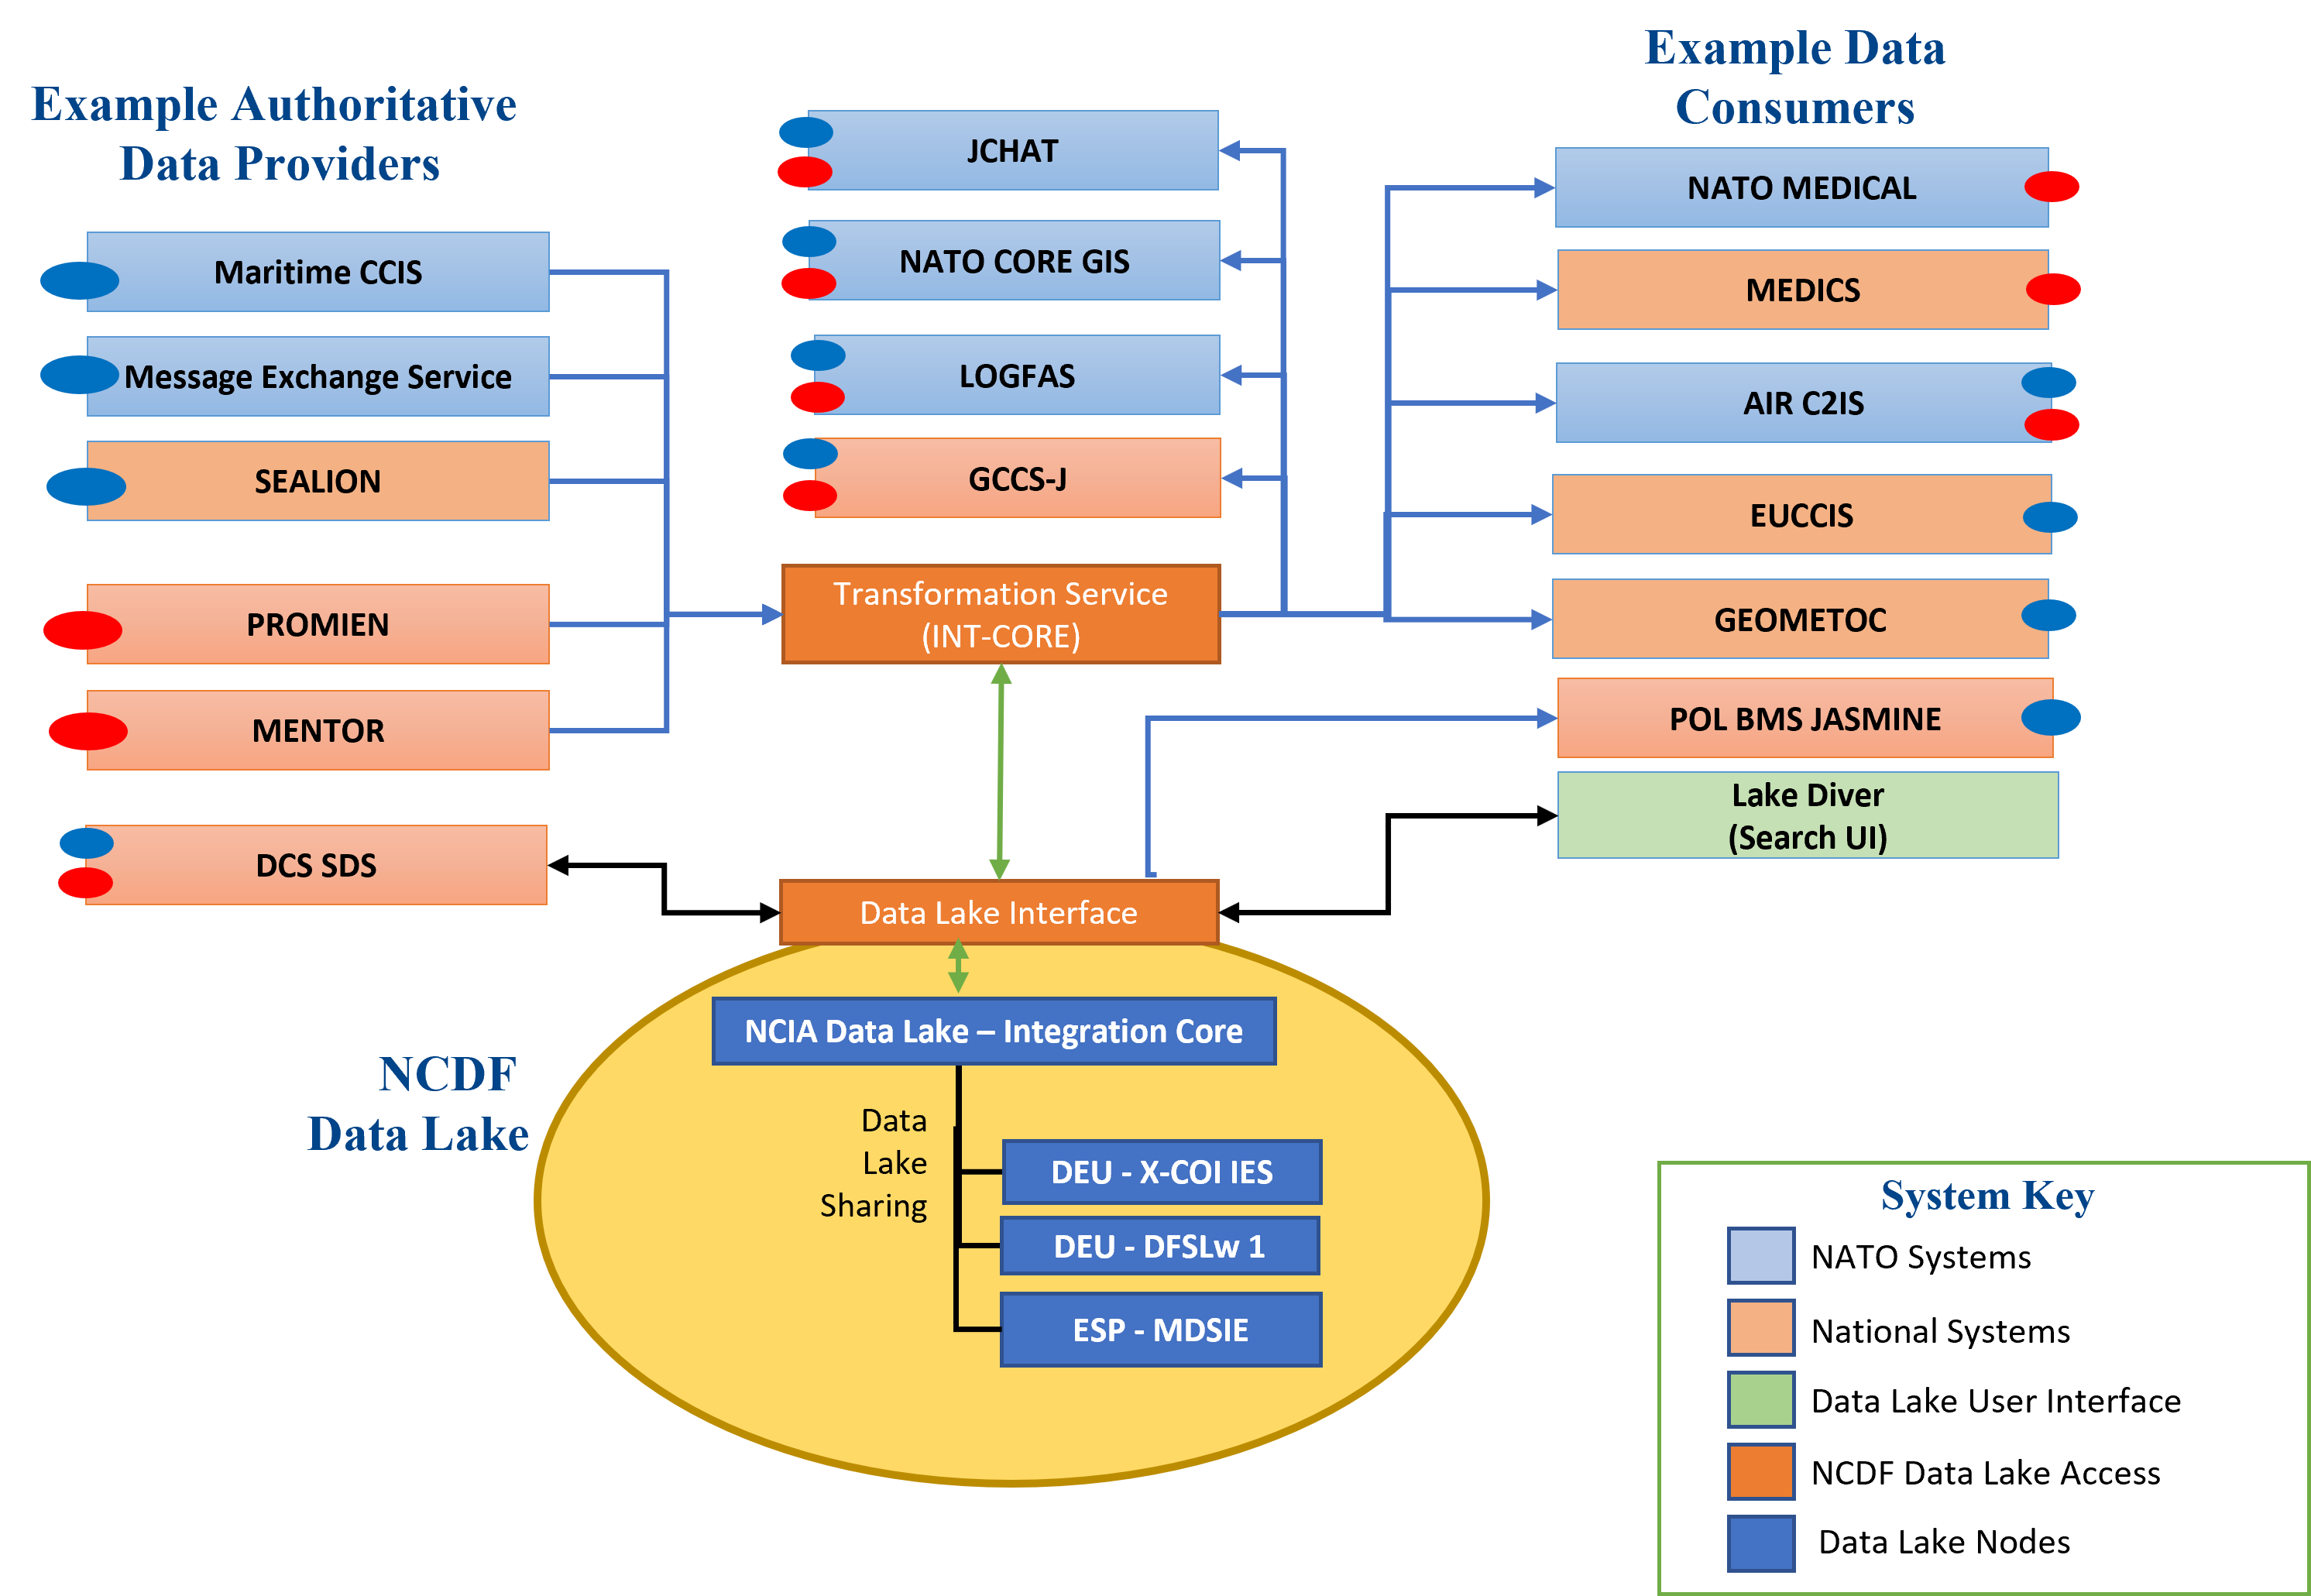 Example Authoritative
Data Providers
Maritime CCIS
Message Exchange Service
SEALION
PROMIEN
MENTOR
DCS SDS
JCHAT
NATO CORE GIS
LOGFAS
GCCS-J
Transformation Service
(INT-CORE)
Data Lake Interface
Example Data
Consumers
NATO MEDICAL
MEDICS
AIR C2IS
EUCCIS
GEOMETOC
POL BMS JASMINE
Lake Diver
(Search UI)
NCDF
Data Lake
NCIA Data Lake – Integration Core
Data
Lake
Sharing
DEU - X-COI IES
DEU - DFSLw 1
ESP - MDSIE
System Key
NATO Systems
National Systems
Data Lake User Interface
NCDF Data Lake Access
Data Lake Nodes